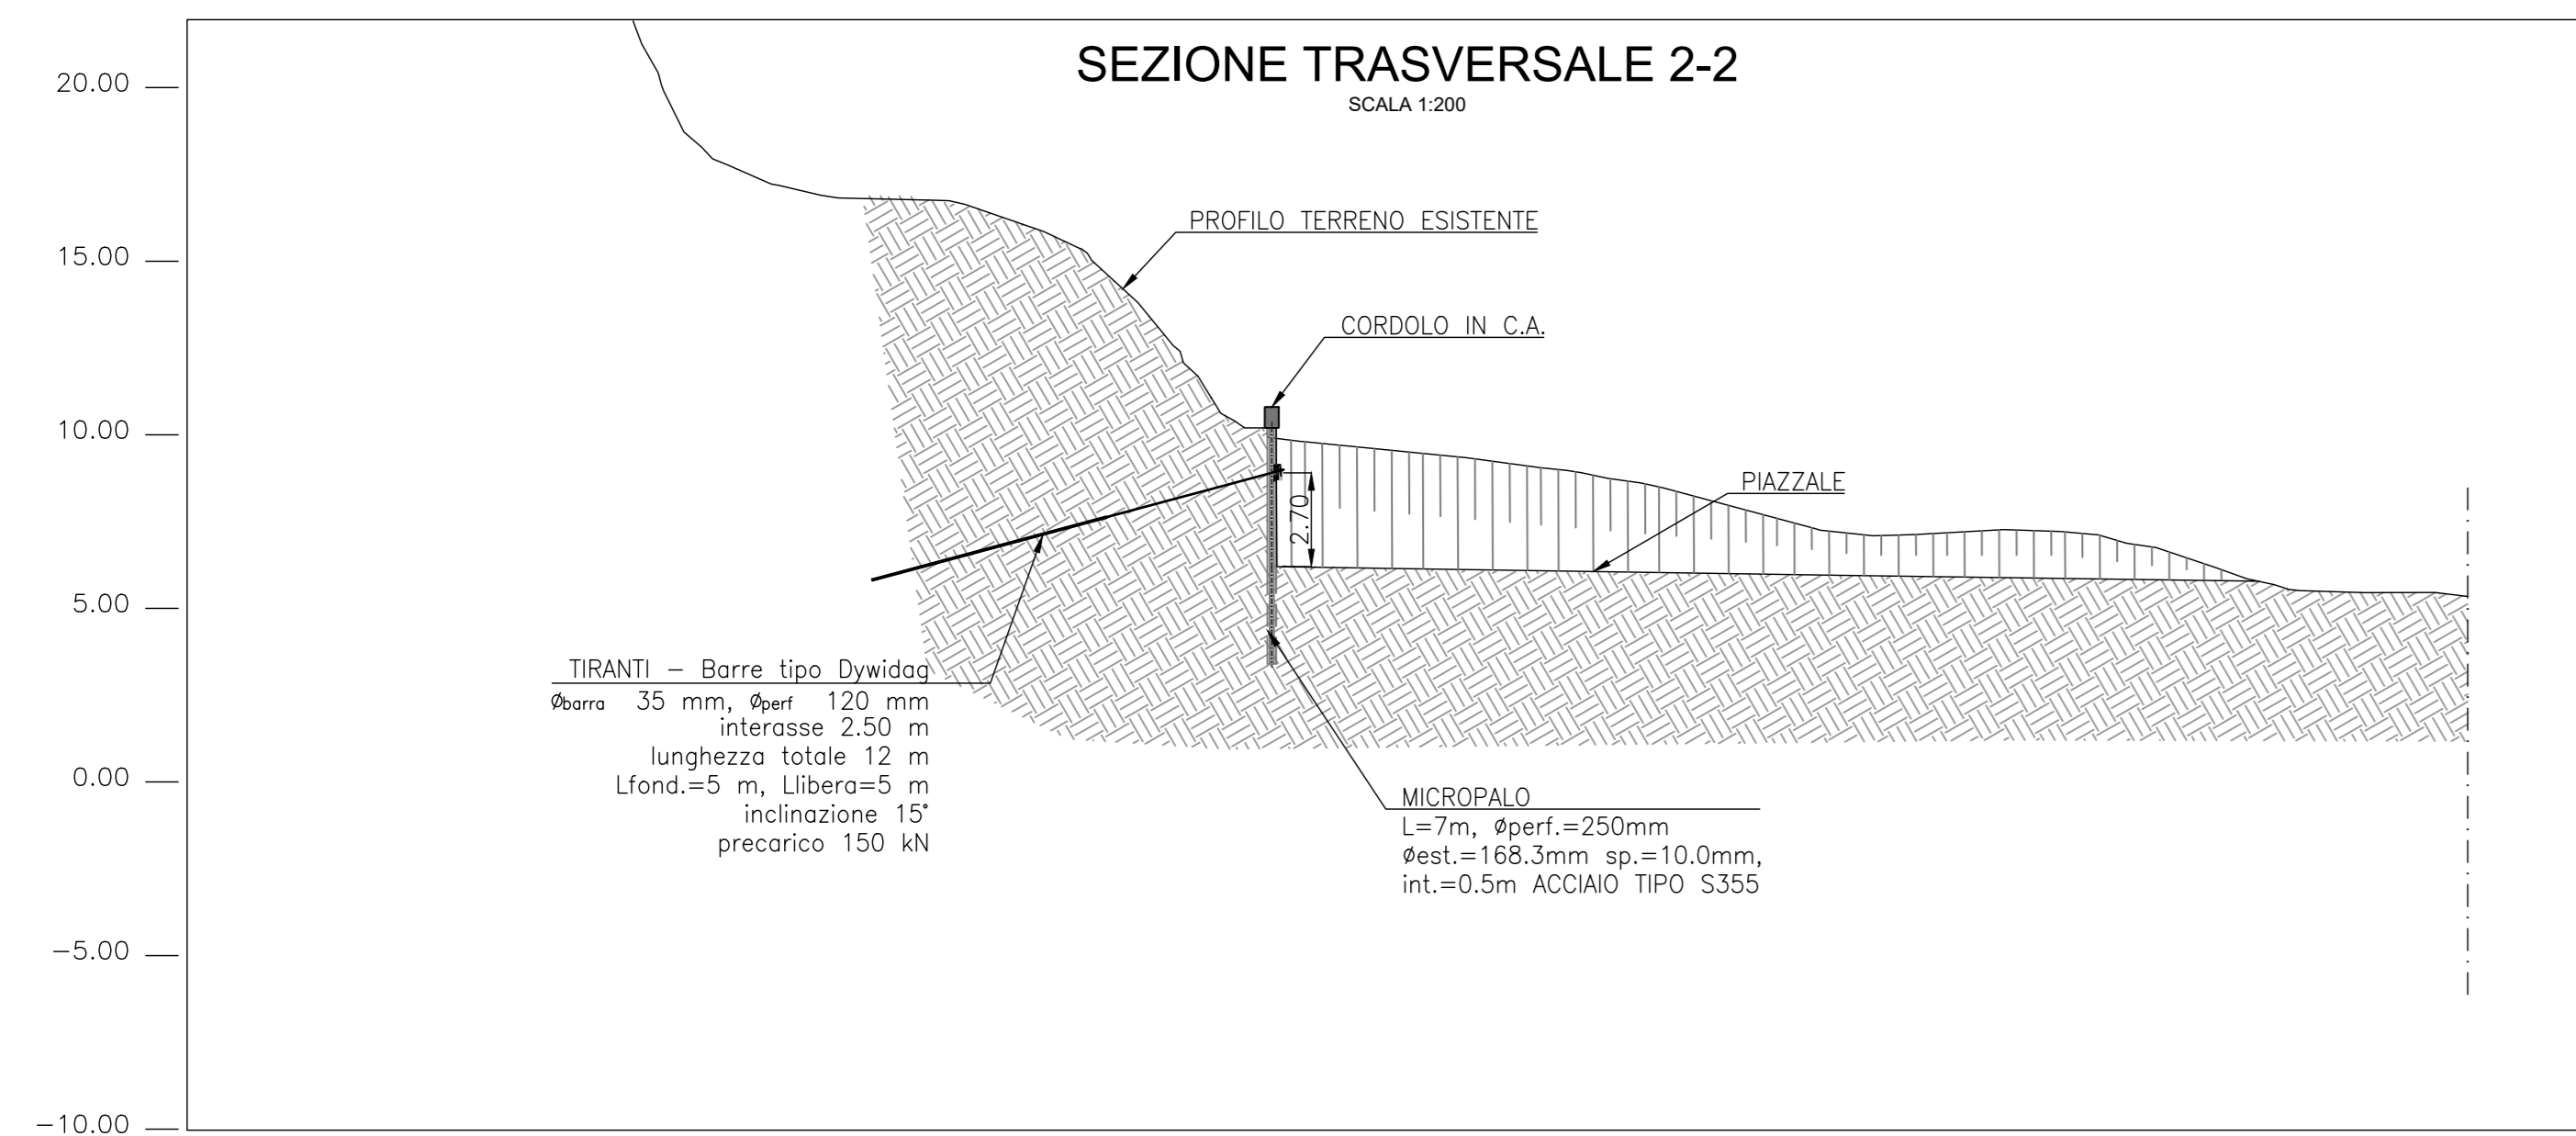 SEZIONE TRASVERSALE 2-2
SCALA 1:200
20.00
15.00
10.00
5.00
0.00
-5.00
-10.00
PROFILO TERRENO ESISTENTE
CORDOLO IN C.A.
PIAZZALE
2.70
TIRANTI – Barre tipo Dywidag
Øbarra 35 mm, Øperf 120 mm
interasse 2.50 m
lunghezza totale 12 m
Lfond.=5 m, Llibera=5 m
inclinazione 15°
precarico 150 kN
MICROPALO
L=7m, Øperf.=250mm
Øest.=168.3mm sp.=10.0mm,
int.=0.5m ACCIAIO TIPO S355